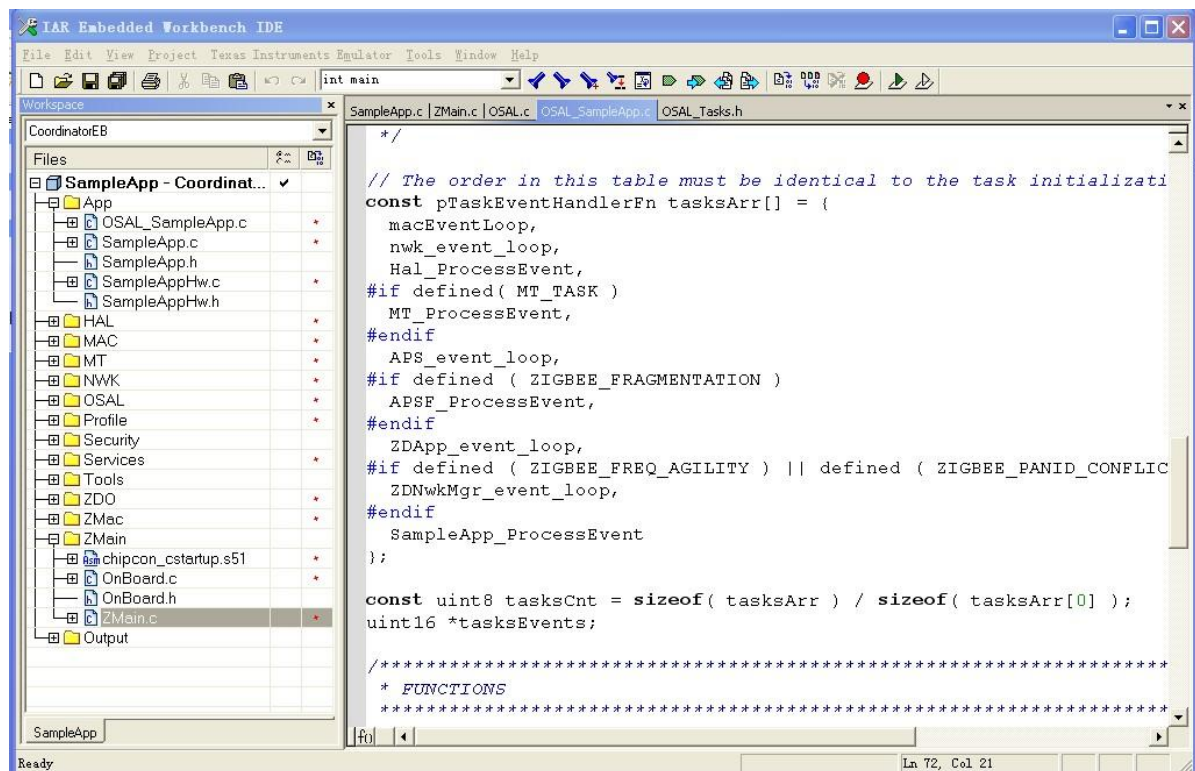 IAR Embedded Workbench IDE
File Edit View Project Texas Instruments Emulator Tools Window Help
int main
Workspace
CoordinatorEB
Files
SampleApp - Coordinat...
App
OSAL_SampleApp.c
SampleApp.c
SampleApp.h
SampleAppHw.c
SampleAppHw.h
HAL
MAC
MT
NWK
OSAL
Profile
Security
Services
Tools
ZDO
ZMac
ZMain
chipcon_cstartup.s51
OnBoard.c
OnBoard.h
ZMain.c
Output
SampleApp
SampleApp.c | ZMain.c | OSAL.c OSAL_SampleApp.c OSAL_Tasks.h
*/
// The order in this table must be identical to the task initializati
const pTaskEventHandlerFn tasksArr[] = {
macEventLoop,
nwk_event_loop,
Hal_ProcessEvent,
#if defined( MT_TASK )
MT_ProcessEvent,
#endif
APS_event_loop,
#if defined ( ZIGBEE_FRAGMENTATION )
APSF_ProcessEvent,
#endif
ZDApp_event_loop,
#if defined ( ZIGBEE_FREQ_AGILITY ) || defined ( ZIGBEE_PANID_CONFLIC
ZDNwkMgr_event_loop,
#endif
SampleApp_ProcessEvent
};
const uint8 tasksCnt = sizeof( tasksArr ) / sizeof( tasksArr[0] );
uint16 *tasksEvents;
/*********************************************************************
* FUNCTIONS
*********************************************************************
fo
Ready
Ln 72, Col 21